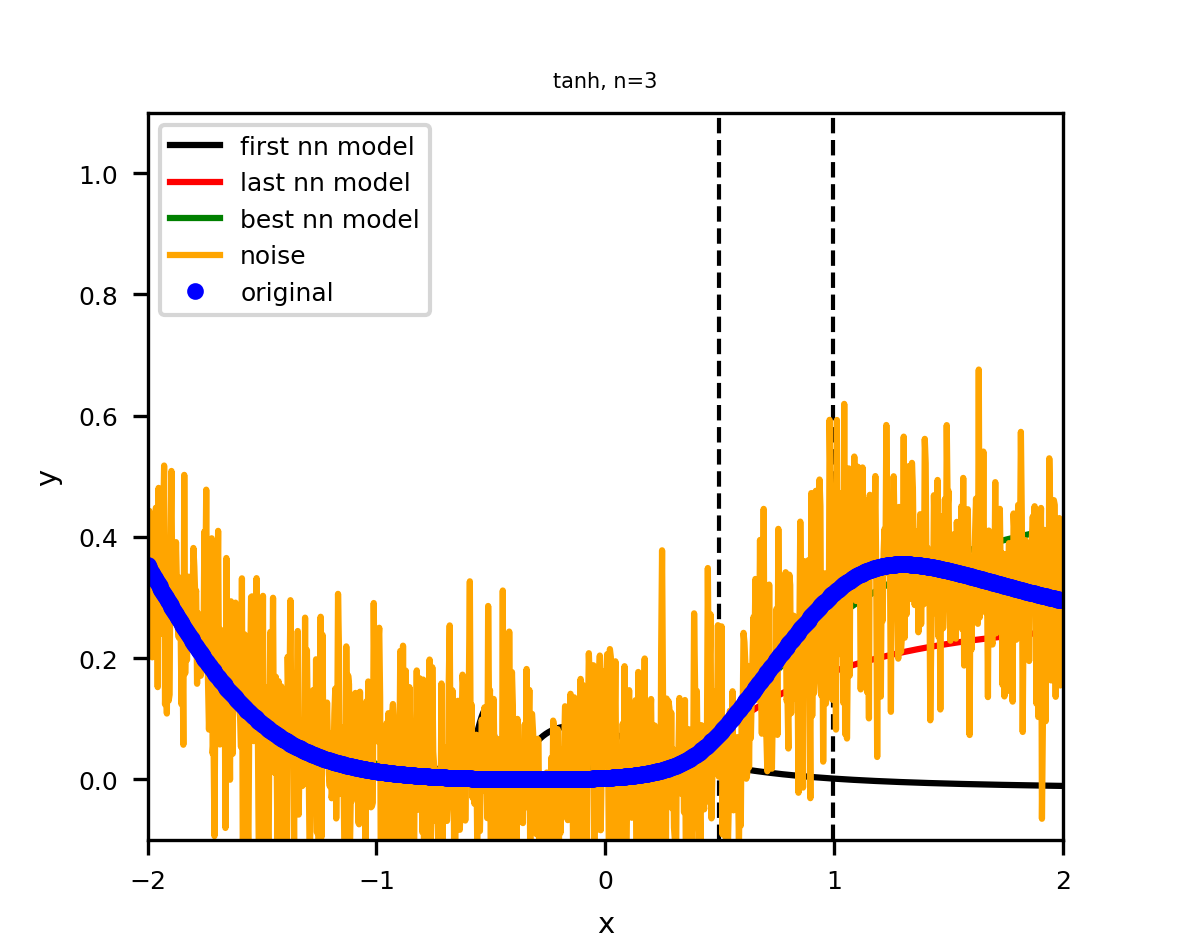 tanh, n=3
first nn model
last nn model
best nn model
noise
original
1.0
0.8
0.6
0.4
0.2
0.0
y
−2
−1
0
1
2
x